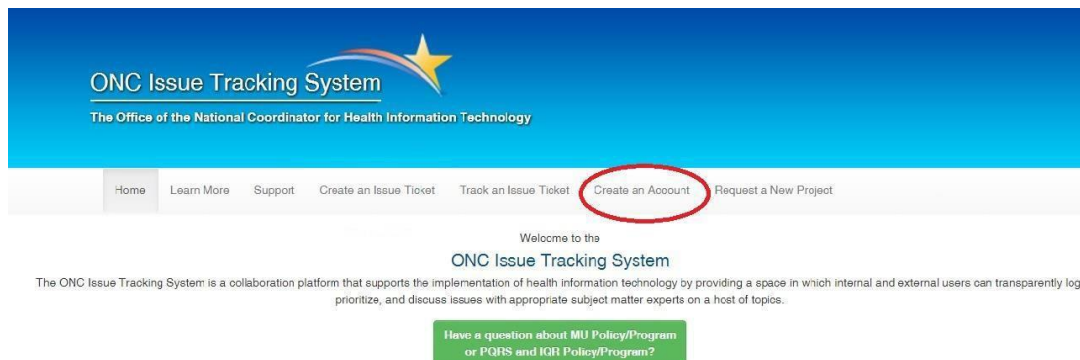 ONC Issue Tracking System
The Office of the National Coordinator for Health Information Technology
Home Learn More Support Create an Issue Ticket Track an Issue Ticket Create an Account Request a New Project
Welcome to the
ONC Issue Tracking System
The ONC Issue Tracking System is a collaboration platform that supports the implementation of health information technology by providing a space in which internal and external users can transparently log
prioritize, and discuss issues with appropriate subject matter experts on a host of topics.
Have a question about MU Policy/Program
or PQRS and IQR Policy/Program?